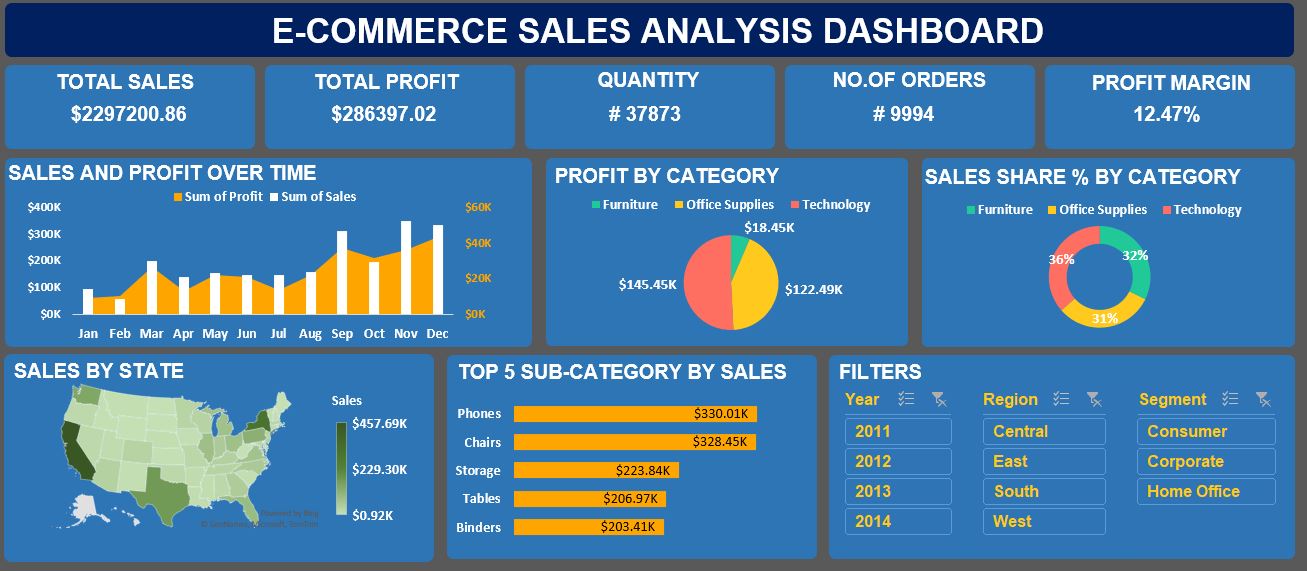 E-COMMERCE SALES ANALYSIS DASHBOARD
TOTAL SALES
$2297200.86
TOTAL PROFIT
$286397.02
QUANTITY
# 37873
NO.OF ORDERS
# 9994
PROFIT MARGIN
12.47%
SALES AND PROFIT OVER TIME
Sum of Profit Sum of Sales
$400K
$300K
$200K
$100K
$0K
$60K
$40K
$20K
$0K
Jan Feb Mar Apr May Jun Jul Aug Sep Oct Nov Dec
PROFIT BY CATEGORY
Furniture Office Supplies Technology
$18.45K
$145.45K
$122.49K
SALES SHARE % BY CATEGORY
Furniture Office Supplies Technology
36%
32%
31%
SALES BY STATE
Sales
$457.69K
$229.30K
$0.92K
Powered by Bing
© GeoNames, Microsoft, TomTom
TOP 5 SUB-CATEGORY BY SALES
Phones $330.01K
Chairs $328.45K
Storage $223.84K
Tables $206.97K
Binders $203.41K
FILTERS
Year
2011
2012
2013
2014
Region
Central
East
South
West
Segment
Consumer
Corporate
Home Office